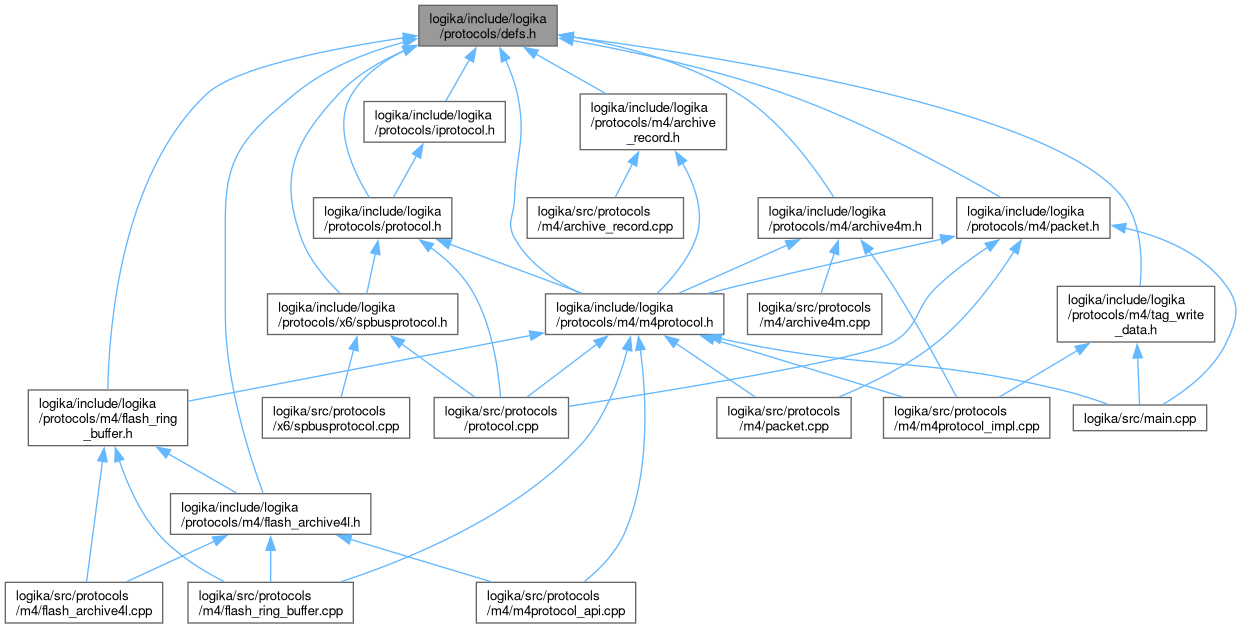 logika/include/logika
/protocols/defs.h
logika/include/logika
/protocols/iprotocol.h
logika/include/logika
/protocols/m4/archive
_record.h
logika/include/logika
/protocols/protocol.h
logika/src/protocols
/m4/archive_record.cpp
logika/include/logika
/protocols/m4/archive4m.h
logika/include/logika
/protocols/m4/packet.h
logika/include/logika
/protocols/x6/spbusprotocol.h
logika/include/logika
/protocols/m4/m4protocol.h
logika/src/protocols
/m4/archive4m.cpp
logika/include/logika
/protocols/m4/tag_write
_data.h
logika/include/logika
/protocols/m4/flash_ring
_buffer.h
logika/src/protocols
/x6/spbusprotocol.cpp
logika/src/protocols
/protocol.cpp
logika/src/protocols
/m4/packet.cpp
logika/src/protocols
/m4/m4protocol_impl.cpp
logika/src/main.cpp
logika/include/logika
/protocols/m4/flash_archive4l.h
logika/src/protocols
/m4/flash_archive4l.cpp
logika/src/protocols
/m4/flash_ring_buffer.cpp
logika/src/protocols
/m4/m4protocol_api.cpp